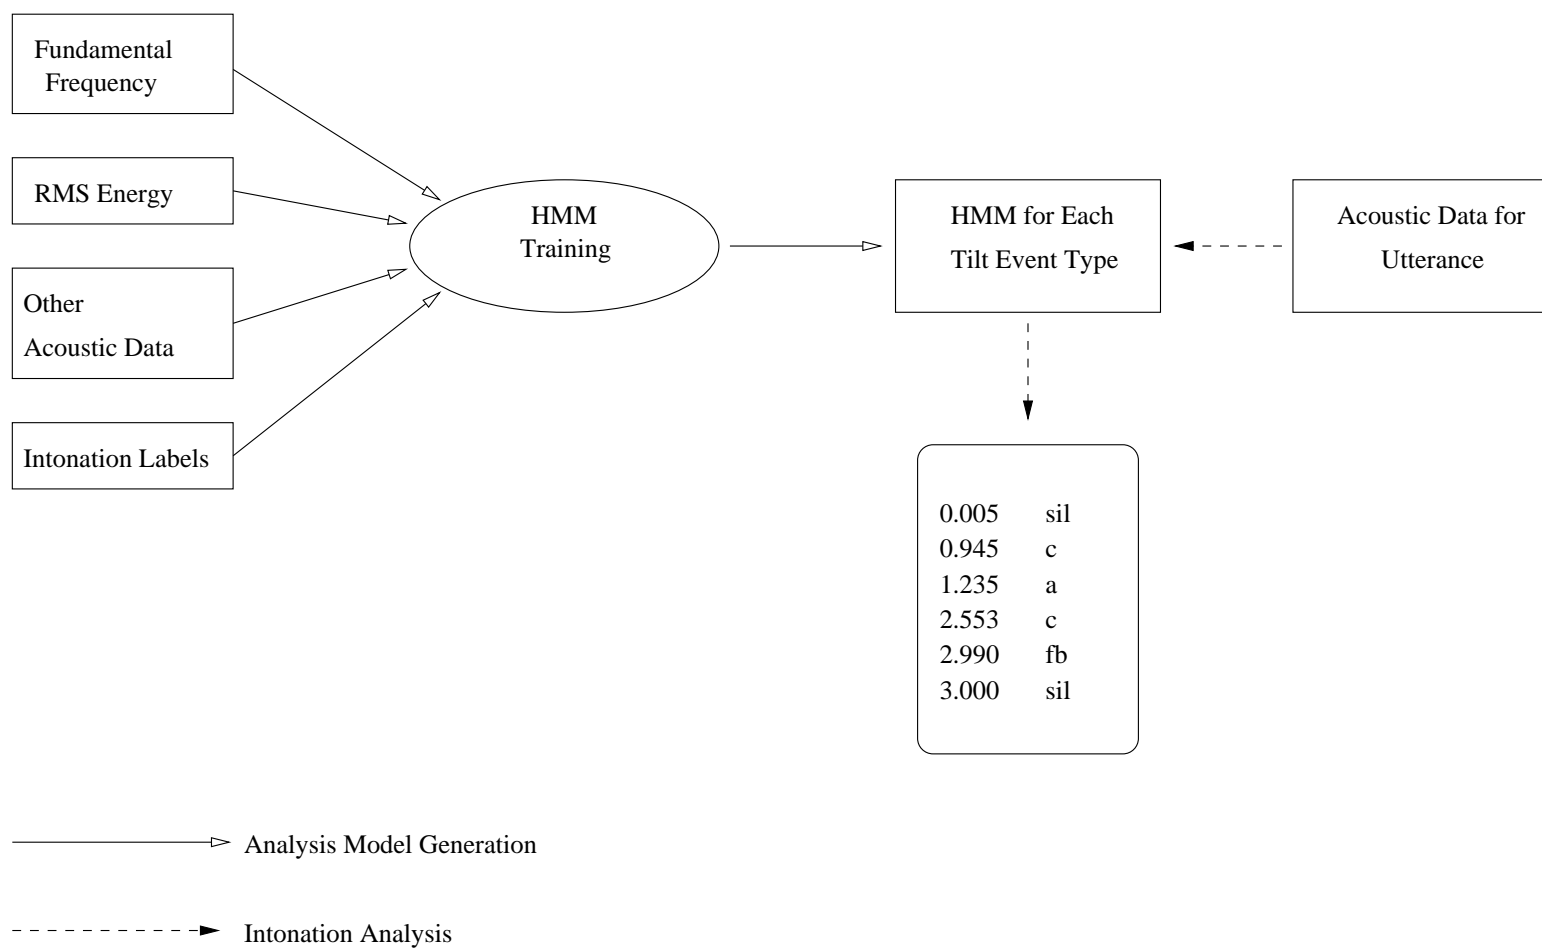 Fundamental
Frequency
RMS Energy
Other
Acoustic Data
Intonation Labels
HMM
Training
HMM for Each
Tilt Event Type
Acoustic Data for
Utterance
0.005 sil
0.945 c
1.235 a
2.553 c
2.990 fb
3.000 sil
Analysis Model Generation
Intonation Analysis